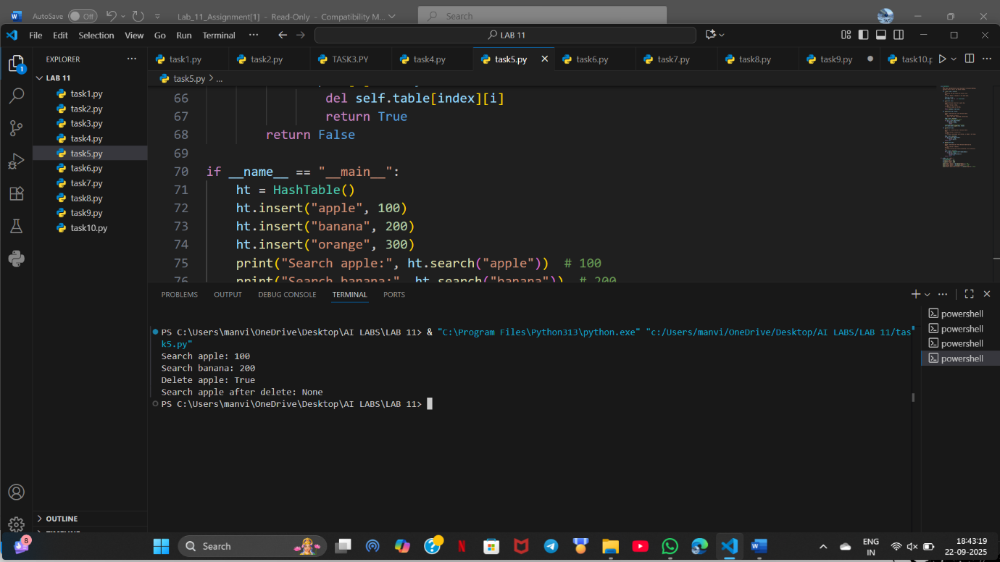 AutoSave Off Lab_11_Assignment[1] - Read-Only - Compatibility M... Search
File Edit Selection View Go Run Terminal ... LAB 11
EXPLORER ...
task1.py task2.py TASK3.PY task4.py task5.py task6.py task7.py task8.py task9.py task10.p
LAB 11
task1.py
task2.py
task3.py
task4.py
task5.py
task6.py
task7.py
task8.py
task9.py
task10.py
OUTLINE
task5.py > ...
66 del self.table[index][i]
67 return True
68 return False
69
70 if __name__ == "__main__":
71 ht = HashTable()
72 ht.insert("apple", 100)
73 ht.insert("banana", 200)
74 ht.insert("orange", 300)
75 print("Search apple:", ht.search("apple")) # 100
76 print("Search banana:", ht.search("banana")) # 200
PROBLEMS OUTPUT DEBUG CONSOLE TERMINAL PORTS
PS C:\Users\manvi\OneDrive\Desktop\AI LABS\LAB 11> & "C:\Program Files\Python313\python.exe" "c:/Users/manvi/OneDrive/Desktop/AI LABS/LAB 11/tas
k5.py"
Search apple: 100
Search banana: 200
Delete apple: True
Search apple after delete: None
PS C:\Users\manvi\OneDrive\Desktop\AI LABS\LAB 11>
powershell
powershell
powershell
powershell
8
Search
ENG
IN
18:43:19
22-09-2025